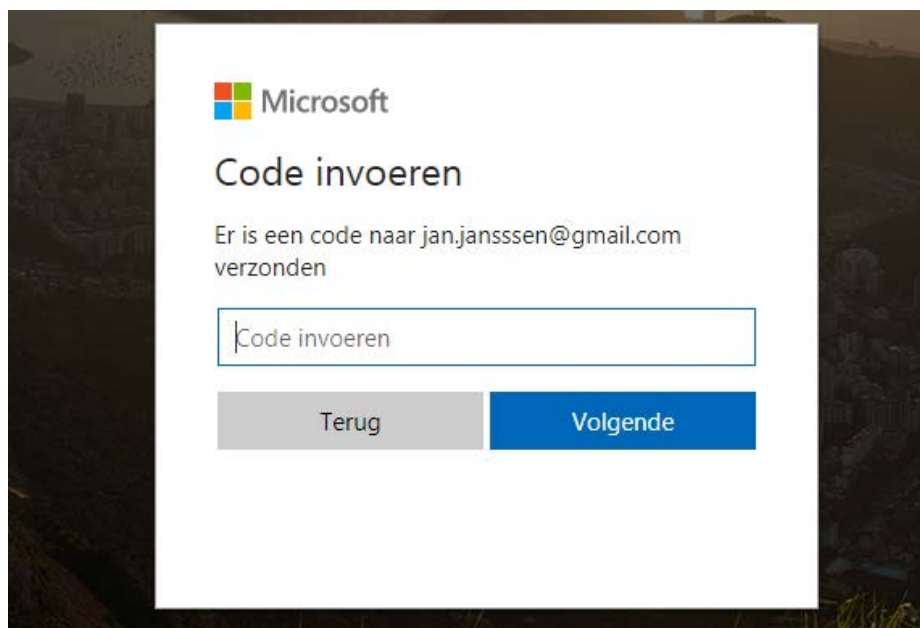 Microsoft
Code invoeren
Er is een code naar jan.jansssen@gmail.com
verzonden
Code invoeren
Terug
Volgende